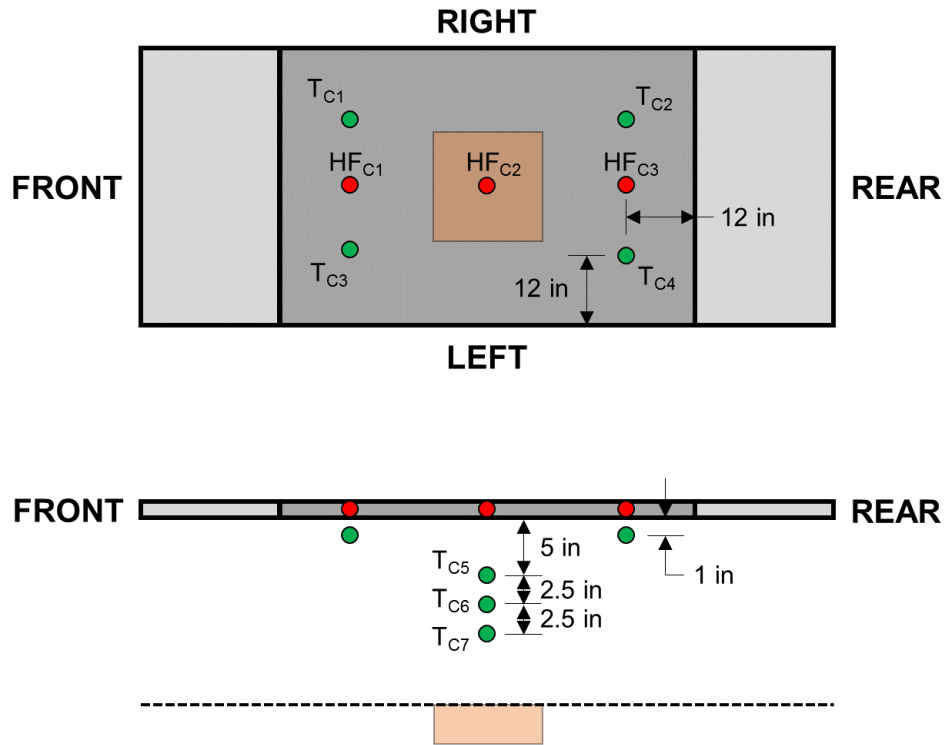 RIGHT
TC1
TC2
HFC1
HFC2
HFC3
FRONT
REAR
12 in
TC3
TC4
12 in
LEFT
FRONT
REAR
5 in
TC5
1 in
2.5 in
TC6
2.5 in
TC7